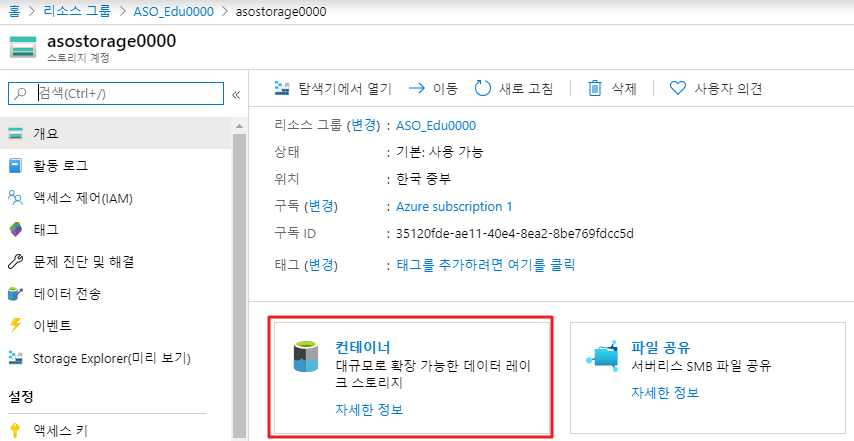 홈 > 리소스 그룹 > ASO_Edu0000 > asostorage0000
asostorage0000
스토리지 계정
검색(Ctrl+/)
«
개요
활동 로그
액세스 제어(IAM)
태그
문제 진단 및 해결
데이터 전송
이벤트
Storage Explorer(미리 보기)
설정
액세스 키
탐색기에서 열기 이동 새로 고침 삭제 사용자 의견
리소스 그룹 (변경) : ASO_Edu0000
상태 : 기본: 사용 가능
위치 : 한국 중부
구독 (변경) : Azure subscription 1
구독 ID : 35120fde-ae11-40e4-8ea2-8be769fdcc5d
태그 (변경) : 태그를 추가하려면 여기를 클릭
컨테이너
대규모로 확장 가능한 데이터 레이
크 스토리지
자세한 정보
파일 공유
서버리스 SMB 파일 공유
자세한 정보